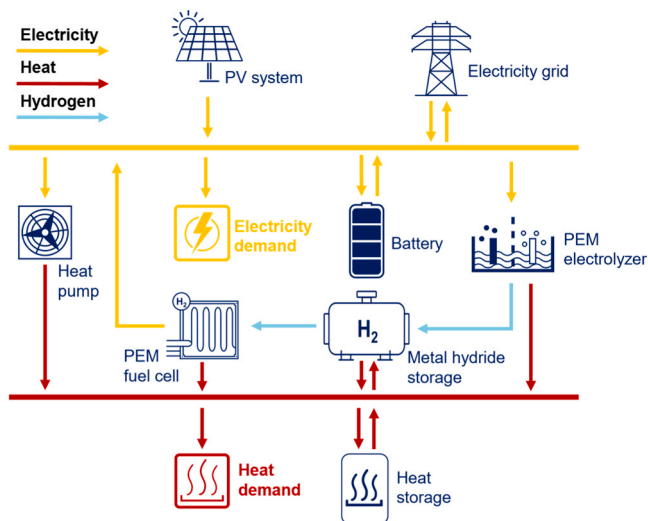 Electricity
Heat
Hydrogen
PV system
Electricity grid
Heat
pump
Electricity
demand
Battery
PEM
electrolyzer
H2
PEM
fuel cell
H₂
Metal hydride
storage
Heat
demand
Heat
storage